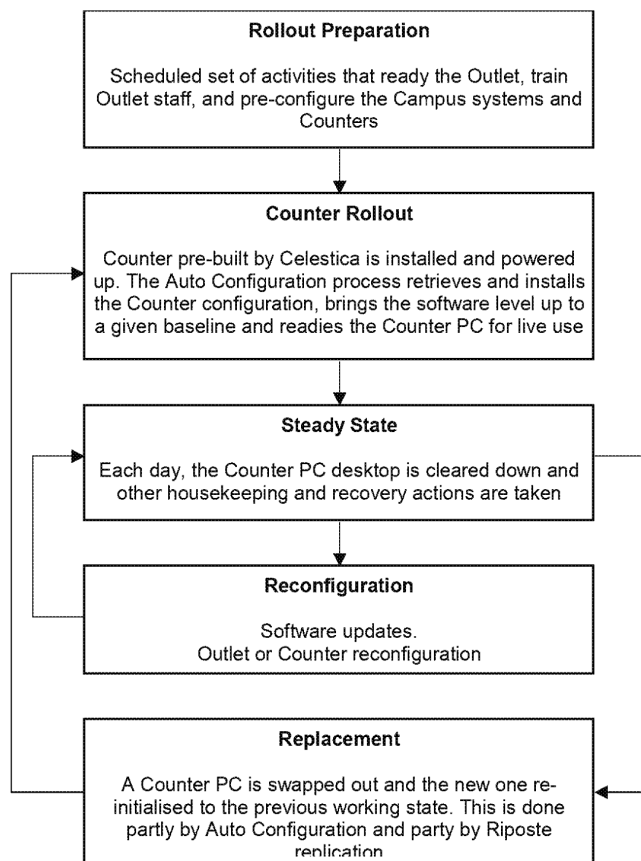 Rollout Preparation
Scheduled set of activities that ready the Outlet, train
Outlet staff, and pre-configure the Campus systems and
Counters
Counter Rollout
Counter pre-built by Celestica is installed and powered
up. The Auto Configuration process retrieves and installs
the Counter configuration, brings the software level up to
a given baseline and readies the Counter PC for live use
Steady State
Each day, the Counter PC desktop is cleared down and
other housekeeping and recovery actions are taken
Reconfiguration
Software updates.
Outlet or Counter reconfiguration
Replacement
A Counter PC is swapped out and the new one re-
initialised to the previous working state. This is done
partly by Auto Configuration and party by Riposte
replication